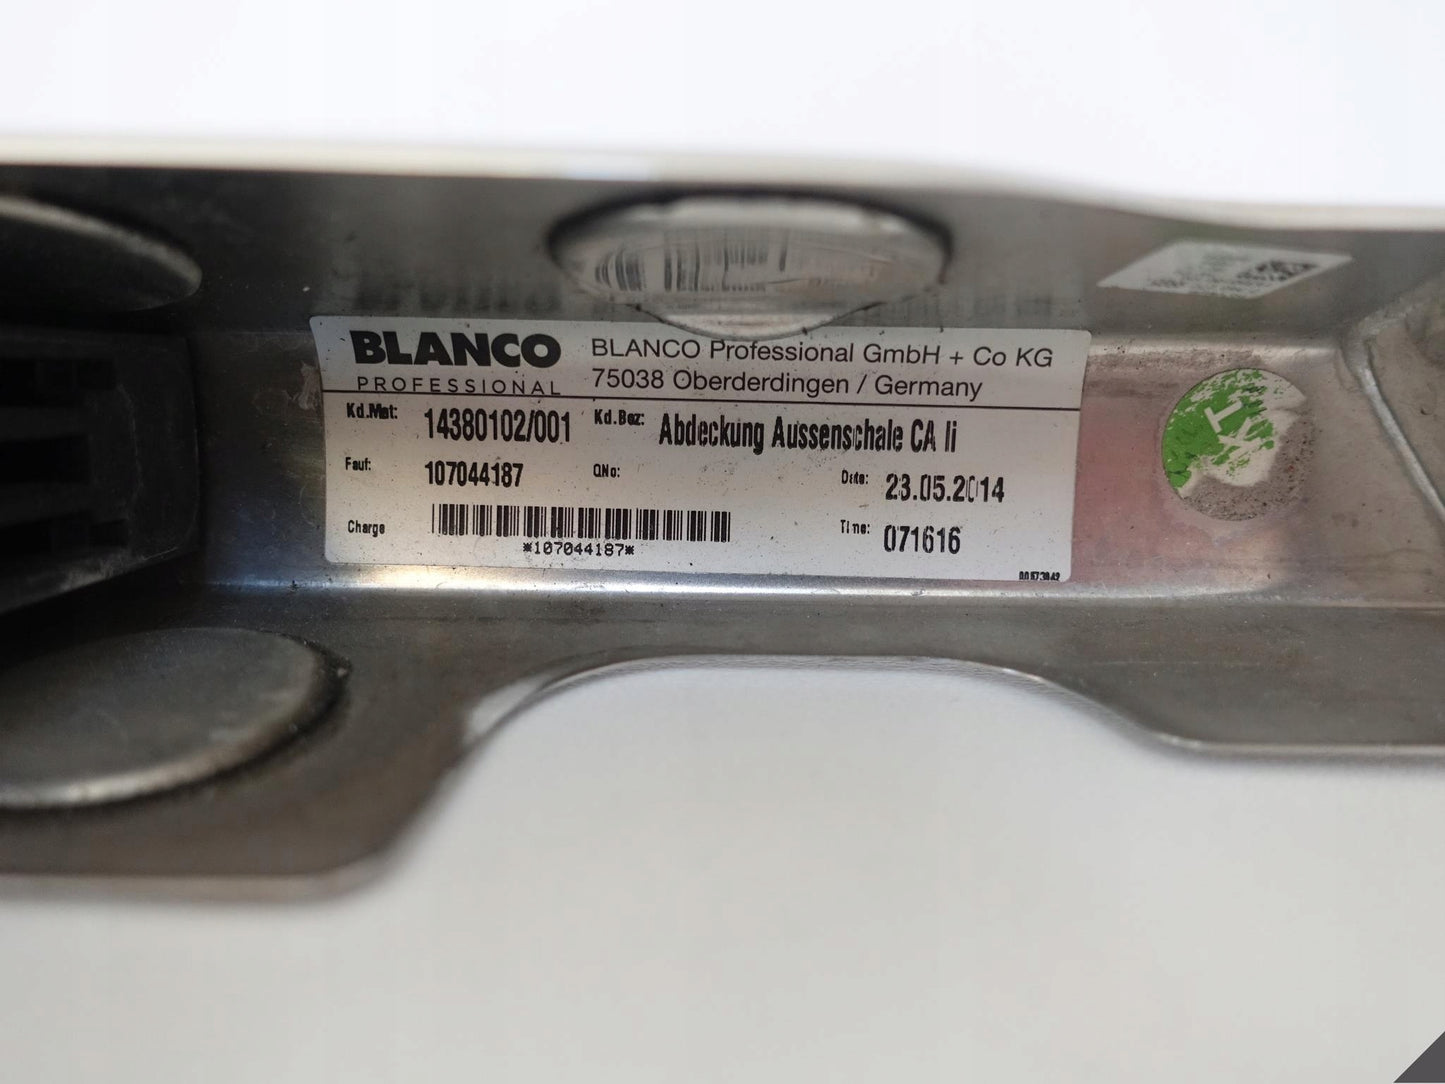 BLANCO
PROFESSIONAL
BLANCO Professional GmbH + Co KG
75038 Oberderdingen / Germany
Kd.Mat: 14380102/001 Kd.Bez: Abdeckung Aussenschale CA li
Fauf: 107044187 QNo: Date: 23.05.2014
Charge Time: 071616
*107044187*